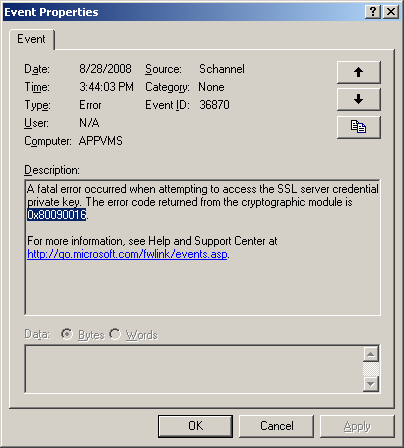 Event Properties
Event
Date: 8/28/2008 Source: Schannel
Time: 3:44:03 PM Category: None
Type: Error Event ID: 36870
User: N/A
Computer: APPVMS
Description:
A fatal error occurred when attempting to access the SSL server credential
private key. The error code returned from the cryptographic module is
0x80090016.
For more information, see Help and Support Center at
http://go.microsoft.com/fwlink/events.asp.
Data: Bytes Words
OK Cancel Apply